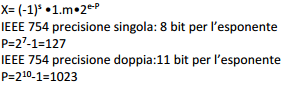 X= (-1)ˢ •1.m•2ᵉ⁻ᴾ
IEEE 754 precisione singola: 8 bit per l'esponente
P=2⁷-1=127
IEEE 754 precisione doppia:11 bit per l'esponente
P=2¹⁰-1=1023